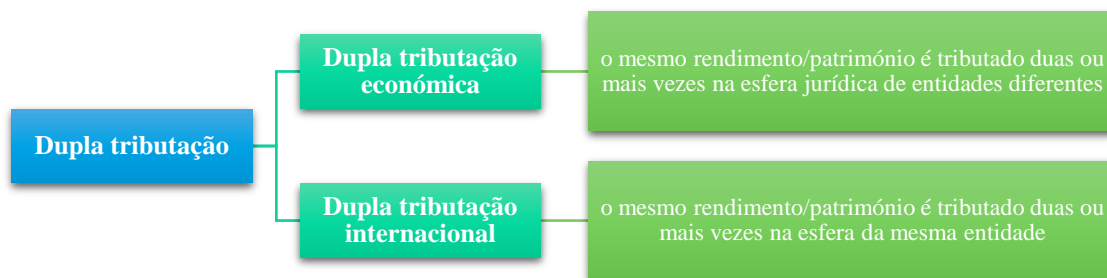 Dupla tributação
Dupla tributação
económica
o mesmo rendimento/património é tributado duas ou
mais vezes na esfera jurídica de entidades diferentes
Dupla tributação
internacional
o mesmo rendimento/património é tributado duas ou
mais vezes na esfera da mesma entidade